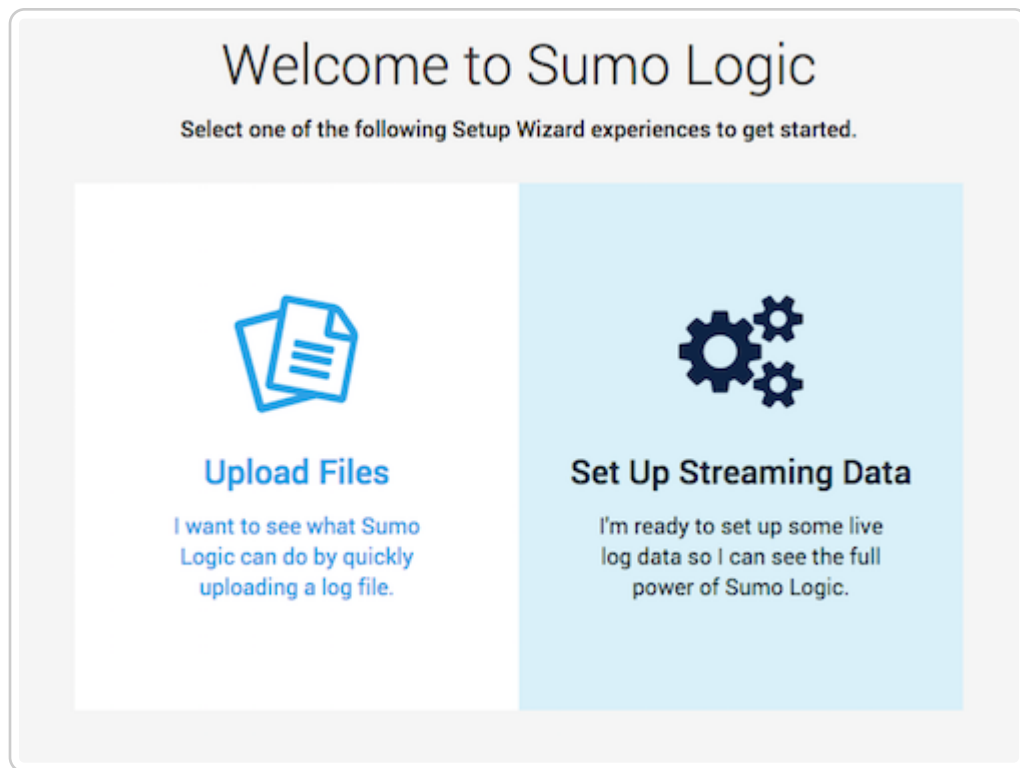 Welcome to Sumo Logic
Select one of the following Setup Wizard experiences to get started.
Upload Files
I want to see what Sumo
Logic can do by quickly
uploading a log file.
Set Up Streaming Data
I'm ready to set up some live
log data so I can see the full
power of Sumo Logic.